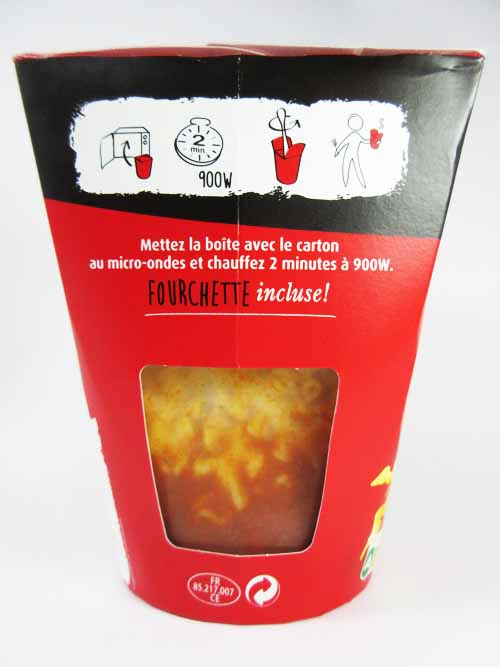 2
min.
900W
Mettez la boîte avec le carton
au micro-ondes et chauffez 2 minutes à 900W.
FOURCHETTE incluse!
FR
85.217.007
CE